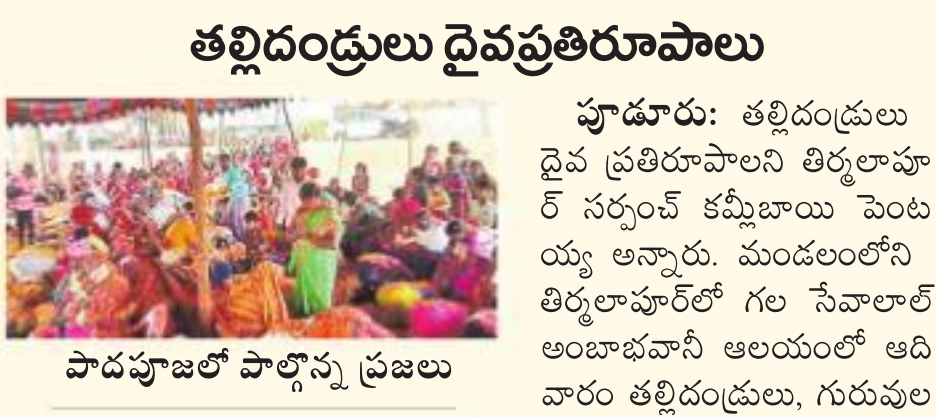 తల్లిదండ్రులు దైవప్రతిరూపాలు
పాదపూజలో పాల్గొన్న ప్రజలు
పూడూరు: తల్లిదండ్రులు
దైవ ప్రతిరూపాలని తిర్మలాపూ
ర్ సర్పంచ్ కమ్లీబాయి పెంట
య్య అన్నారు. మండలంలోని
తిర్మలాపూర్‌లో గల సేవాలాల్
అంబాభవానీ ఆలయంలో ఆది
వారం తల్లిదండ్రులు, గురువుల